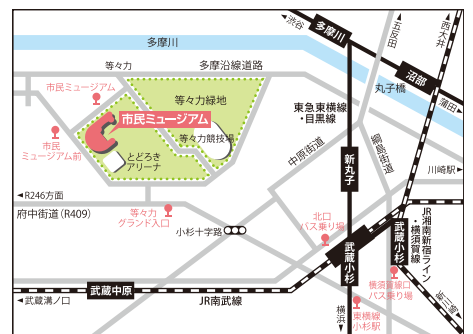 渋谷
多摩川
五反田
西大井
多摩川
等々力
多摩沿線道路
沼部
蒲田
丸子橋
市民ミュージアム
等々力緑地
東急東横線
・目黒線
市民ミュージアム
等々力競技場
市民
ミュージアム前
とどろき
アリーナ
中原街道
綱島街道
新丸子
川崎駅
R246方面
府中街道(R409)
等々力
グランド入口
小杉十字路
北口
バス乗り場
武蔵小杉
武蔵小杉
JR湘南新宿ライン
・横須賀線
横須賀線口
バス乗り場
武蔵中原
武蔵溝ノ口
JR南武線
横浜
東横線
小杉駅
新川崎